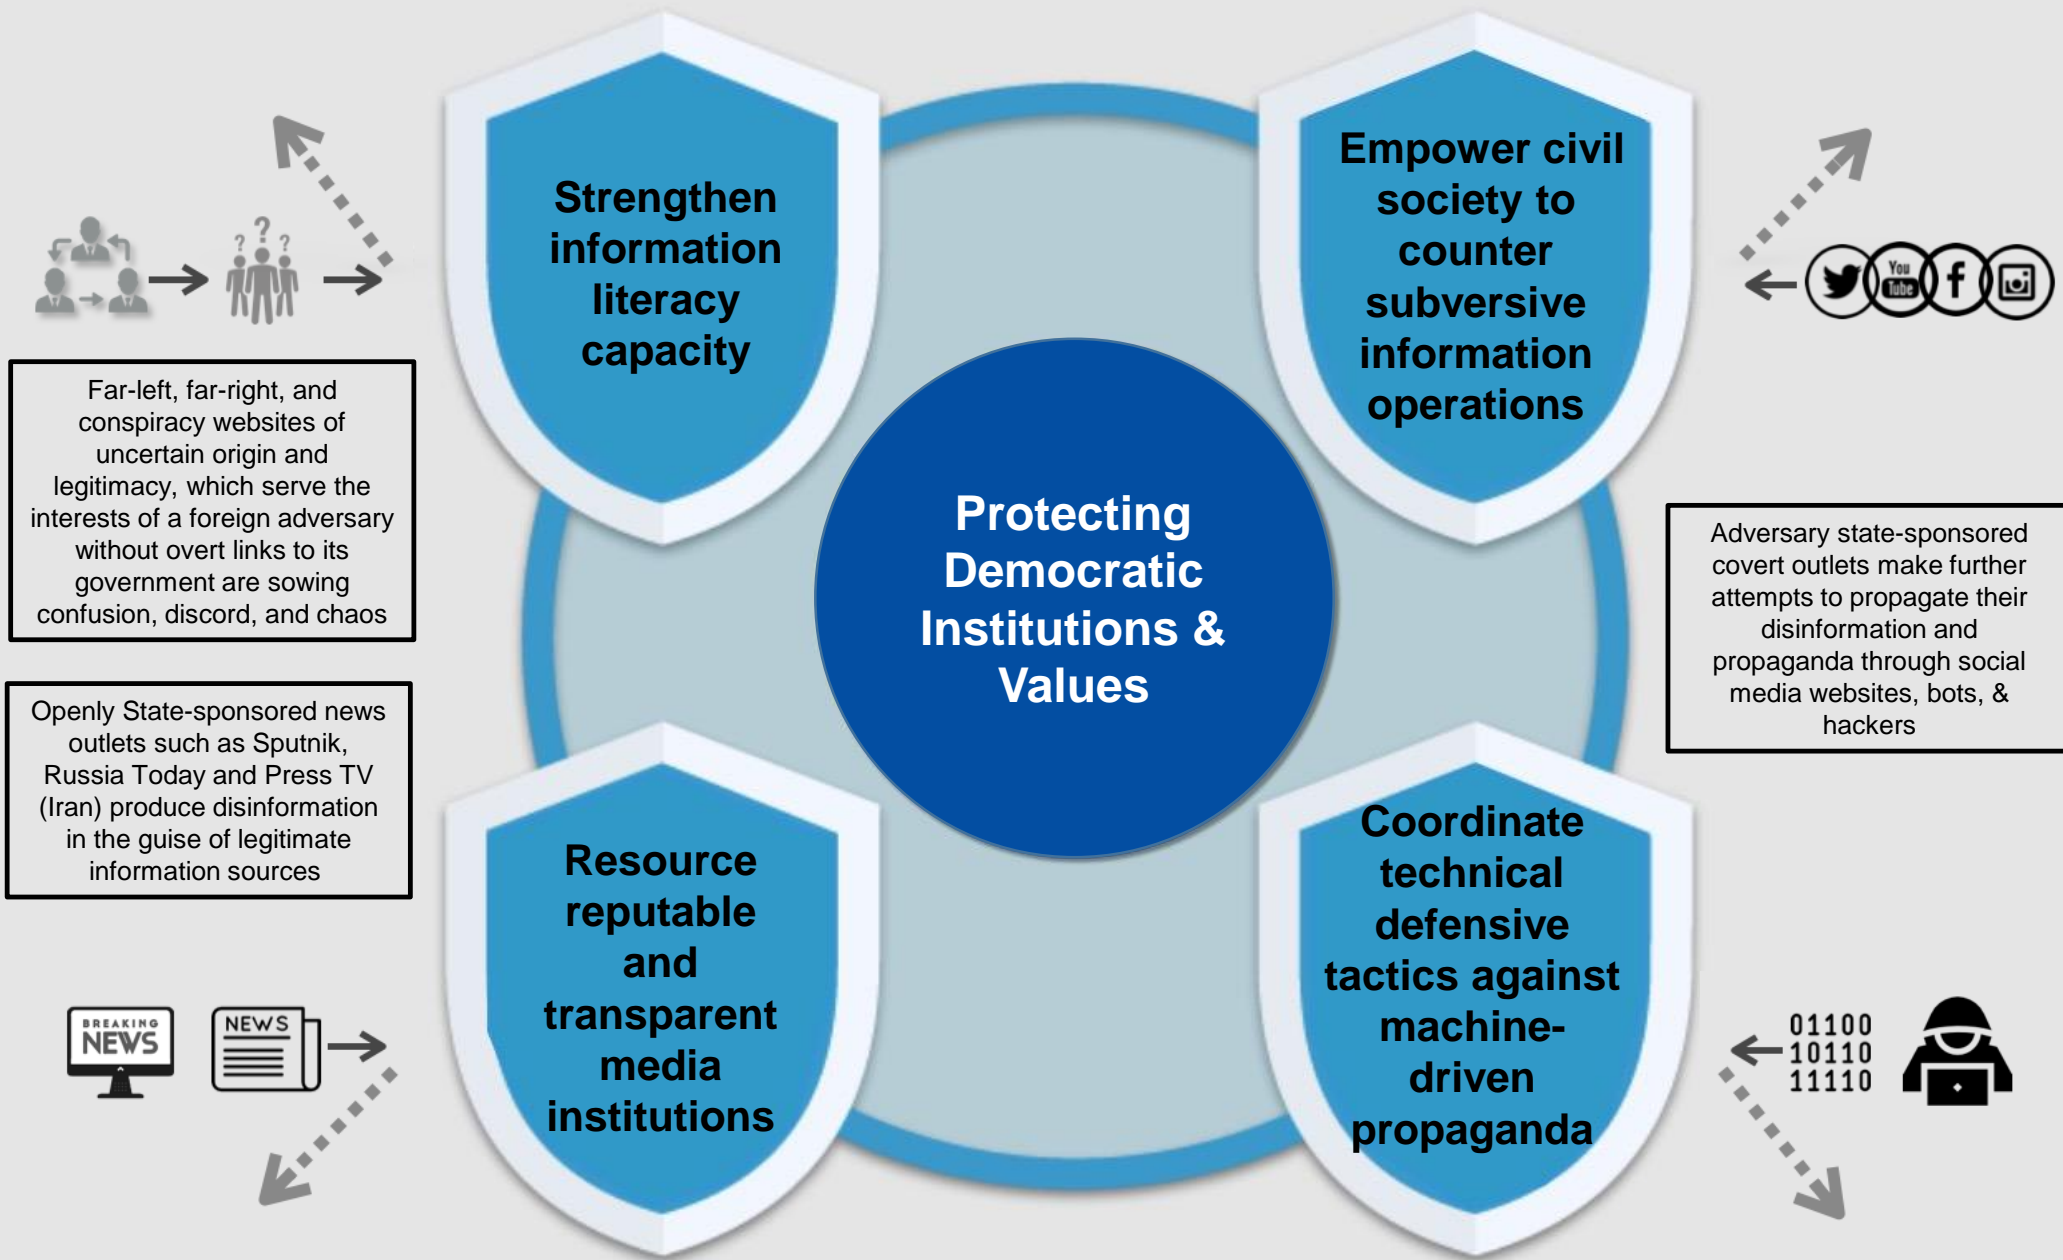 Strengthen
information
literacy
capacity
Empower civil
society to
counter
subversive
information
operations
? ? ?
You
Tube
f
Far-left, far-right, and
conspiracy websites of
uncertain origin and
legitimacy, which serve the
interests of a foreign adversary
without overt links to its
government are sowing
confusion, discord, and chaos
Protecting
Democratic
Institutions &
Values
Adversary state-sponsored
covert outlets make further
attempts to propagate their
disinformation and
propaganda through social
media websites, bots, &
hackers
Openly State-sponsored news
outlets such as Sputnik,
Russia Today and Press TV
(Iran) produce disinformation
in the guise of legitimate
information sources
Resource
reputable
and
transparent
media
institutions
Coordinate
technical
defensive
tactics against
machine-
driven
propaganda
BREAKING
NEWS
NEWS
01100
10110
11110